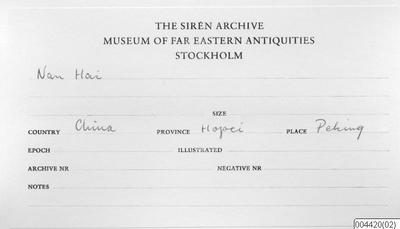 THE SIRÉN ARCHIVE
MUSEUM OF FAR EASTERN ANTIQUITIES
STOCKHOLM
Nan Hai
SIZE
COUNTRY China PROVINCE Hopei PLACE Peking
EPOCH ILLUSTRATED
ARCHIVE NR NEGATIVE NR
NOTES
004420(02)